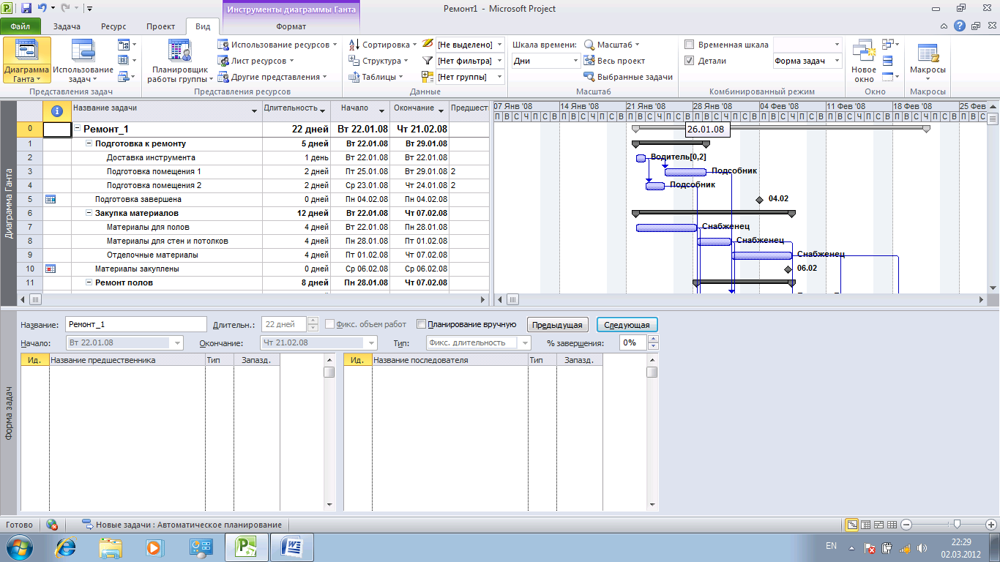 Инструменты диаграммы Ганта
Ремонт1 - Microsoft Project
Файл Задача Ресурс Проект Вид Формат
Диаграмма Ганта
Использование задач
Планировщик работы группы
Использование ресурсов
Лист ресурсов
Другие представления
Сортировка
Структура
Таблицы
[Не выделено]
[Нет фильтра]
[Нет группы]
Шкала времени:
Дни
Масштаб
Весь проект
Выбранные задачи
Временная шкала
Детали
Форма задач
Новое окно
Макросы
Представления задач Представления ресурсов Данные Масштаб Комбинированный режим Окно Макросы
Диаграмма Ганта
Название задачи Длительность Начало Окончание Предшест
0 Ремонт_1 22 дней Вт 22.01.08 Чт 21.02.08
1 Подготовка к ремонту 5 дней Вт 22.01.08 Вт 29.01.08
2 Доставка инструмента 1 день Вт 22.01.08 Вт 22.01.08
3 Подготовка помещения 1 2 дней Пт 25.01.08 Вт 29.01.08 2
4 Подготовка помещения 2 2 дней Ср 23.01.08 Чт 24.01.08 2
5 Подготовка завершена 0 дней Пн 04.02.08 Пн 04.02.08
6 Закупка материалов 12 дней Вт 22.01.08 Чт 07.02.08
7 Материалы для полов 4 дней Вт 22.01.08 Пн 28.01.08
8 Материалы для стен и потолков 4 дней Пн 28.01.08 Пт 01.02.08
9 Отделочные материалы 4 дней Пт 01.02.08 Чт 07.02.08
10 Материалы закуплены 0 дней Ср 06.02.08 Ср 06.02.08
11 Ремонт полов 8 дней Пн 28.01.08 Чт 07.02.08
07 Янв '08 14 Янв '08 21 Янв '08 28 Янв '08 04 Фев '08 11 Фев '08 18 Фев '08 25 Фев
П В С Ч П С В П В С Ч П С В П В С Ч П С В П В С Ч П С В П В С Ч П С В П В С Ч П С В П В С Ч П С В П В С
26.01.08
Водитель[0,2]
Подсобник
Подсобник
04.02
Снабженец
Снабженец
Снабженец
06.02
Форма задач
Название: Ремонт_1 Длительн.: 22 дней Фикс. объем работ Планирование вручную Предыдущая Следующая
Начало: Вт 22.01.08 Окончание: Чт 21.02.08 Тип: Фикс. длительность % завершения: 0%
Ид. Название предшественника Тип Запазд. Ид. Название последователя Тип Запазд.
Готово Новые задачи : Автоматическое планирование
EN 22:29
02.03.2012